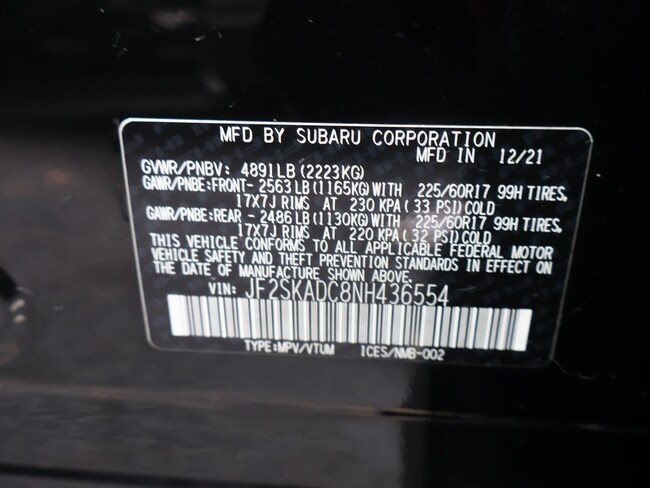 MFD BY SUBARU CORPORATION
MFD IN 12/21
GVWR/PNBV: 4891LB(2223KG)
GAWR/PNBE:FRONT- 2563LB(1165KG)WITH 225/60R17 99H TIRES,
17X7J RIMS AT 230 KPA(33 PSI)COLD
GAWR/PNBE:REAR - 2486LB(1130KG)WITH 225/60R17 99H TIRES,
17X7J RIMS AT 220 KPA(32 PSI)COLD
THIS VEHICLE CONFORMS TO ALL APPLICABLE FEDERAL MOTOR
VEHICLE SAFETY AND THEFT PREVENTION STANDARDS IN EFFECT ON
THE DATE OF MANUFACTURE SHOWN ABOVE.
VIN: JF2SKADC8NH436554
TYPE:MPV/VTUM ICES/NMB-002